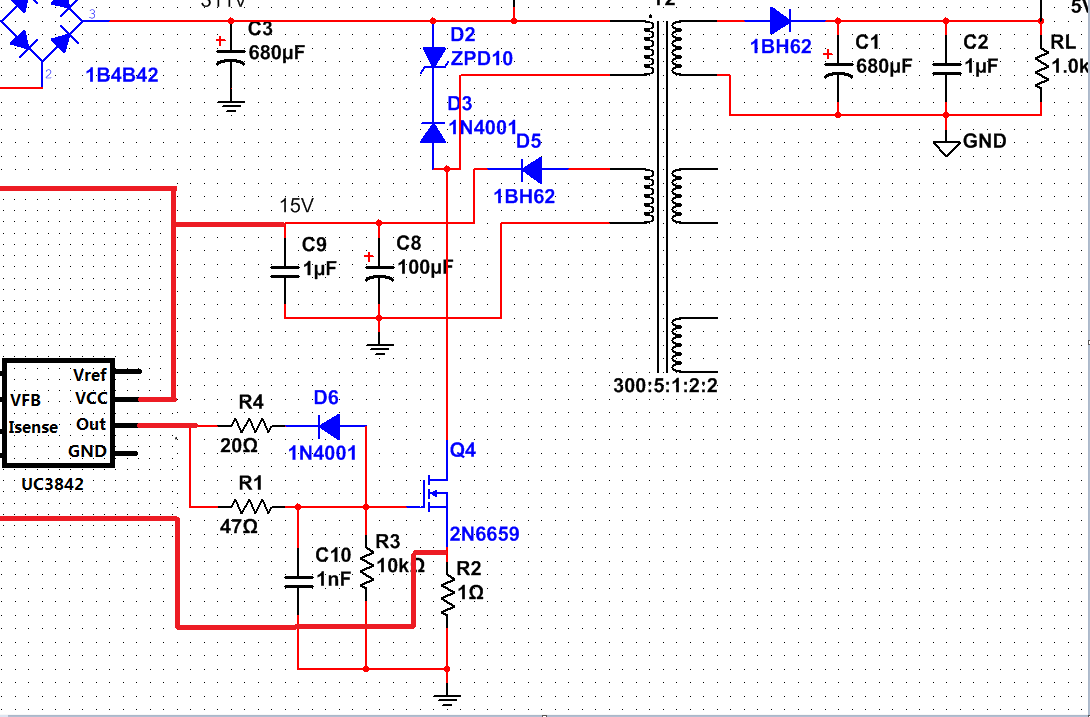 3
C3
680µF
1B4B42
2
D2
ZPD10
D3
1N4001
D5
1BH62
1BH62
C1
680µF
C2
1µF
RL
1.0k
GND
15V
C9
1µF
C8
100µF
300:5:1:2:2
Vref
VFB
VCC
Isense
Out
GND
UC3842
R4
20Ω
D6
1N4001
R1
47Ω
Q4
2N6659
C10
1nF
R3
10kΩ
R2
1Ω